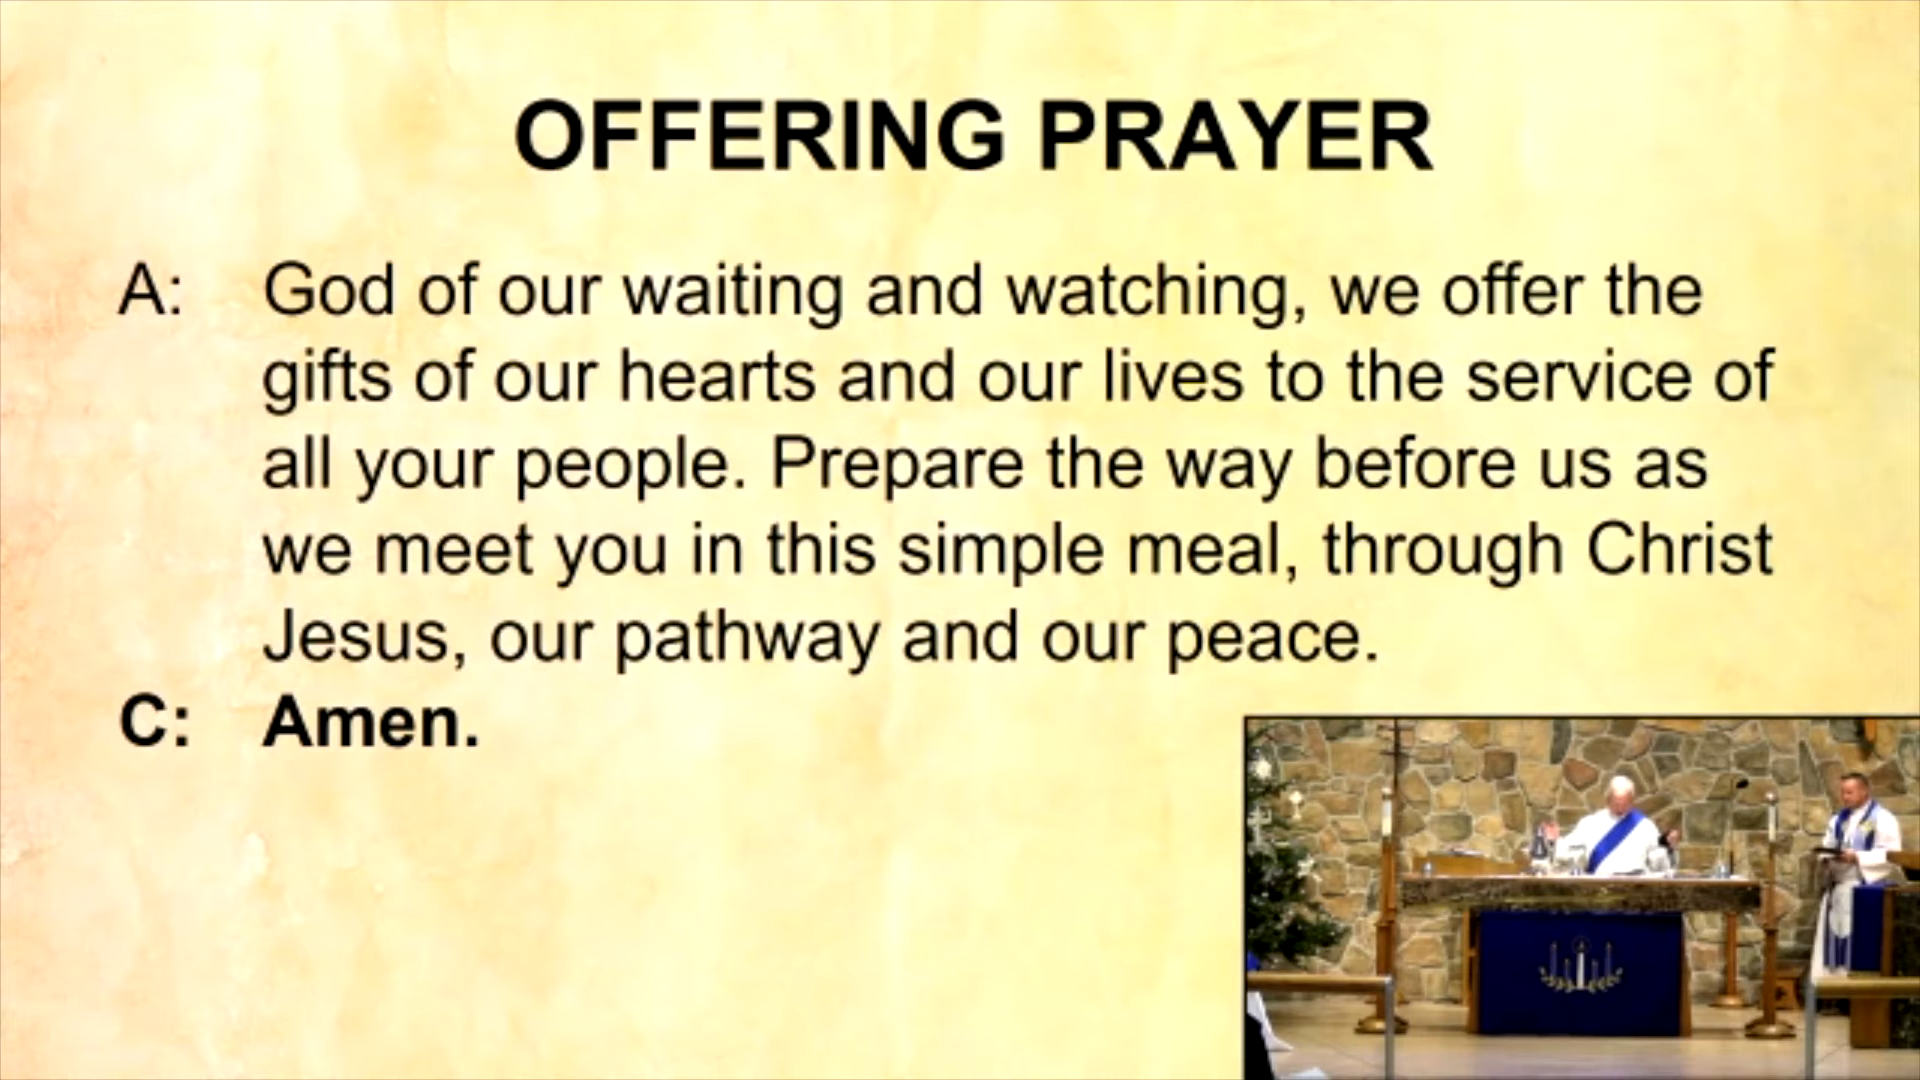 OFFERING PRAYER
A: God of our waiting and watching, we offer the
gifts of our hearts and our lives to the service of
all your people. Prepare the way before us as
we meet you in this simple meal, through Christ
Jesus, our pathway and our peace.
C: Amen.